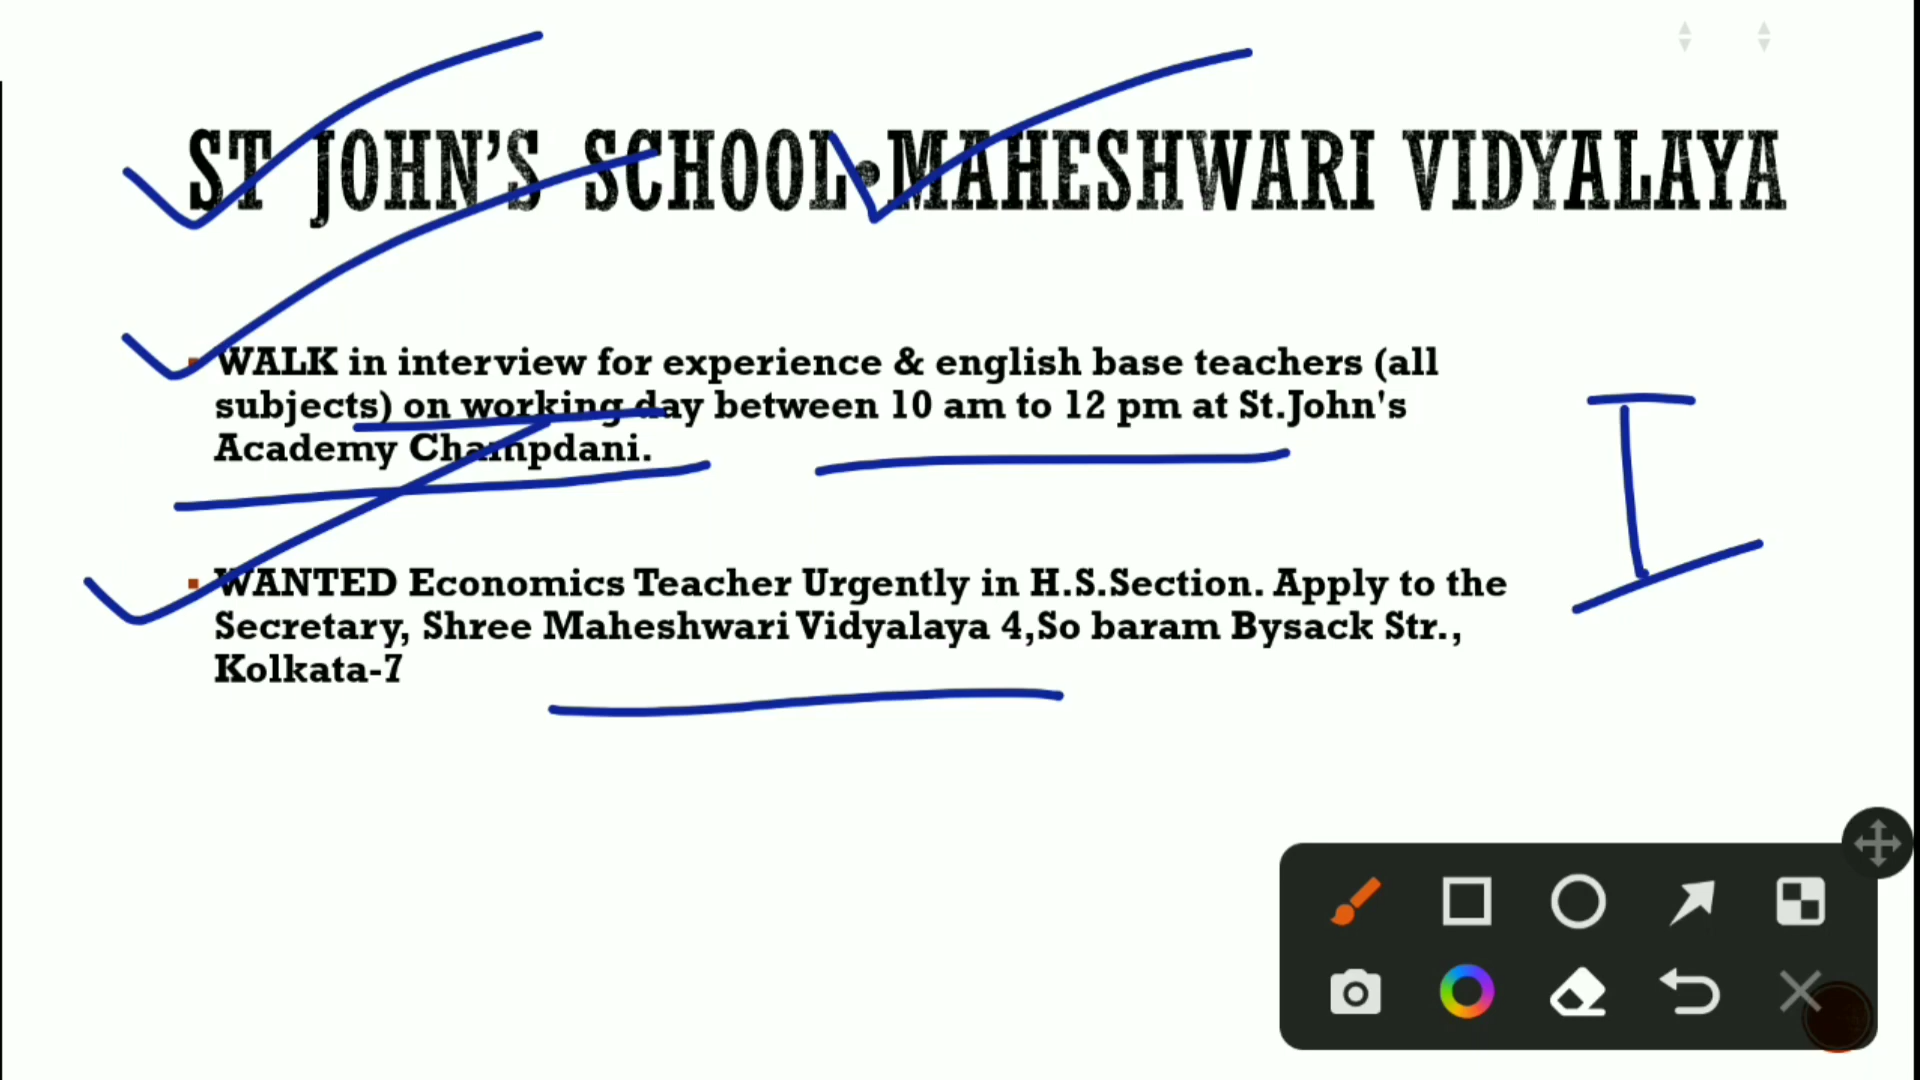 ST JOHN'S SCHOOL•MAHESHWARI VIDYALAYA
▪ WALK in interview for experience & english base teachers (all
subjects) on working day between 10 am to 12 pm at St.John's
Academy Champdani.
▪ WANTED Economics Teacher Urgently in H.S.Section. Apply to the
Secretary, Shree Maheshwari Vidyalaya 4,So baram Bysack Str.,
Kolkata-7
I